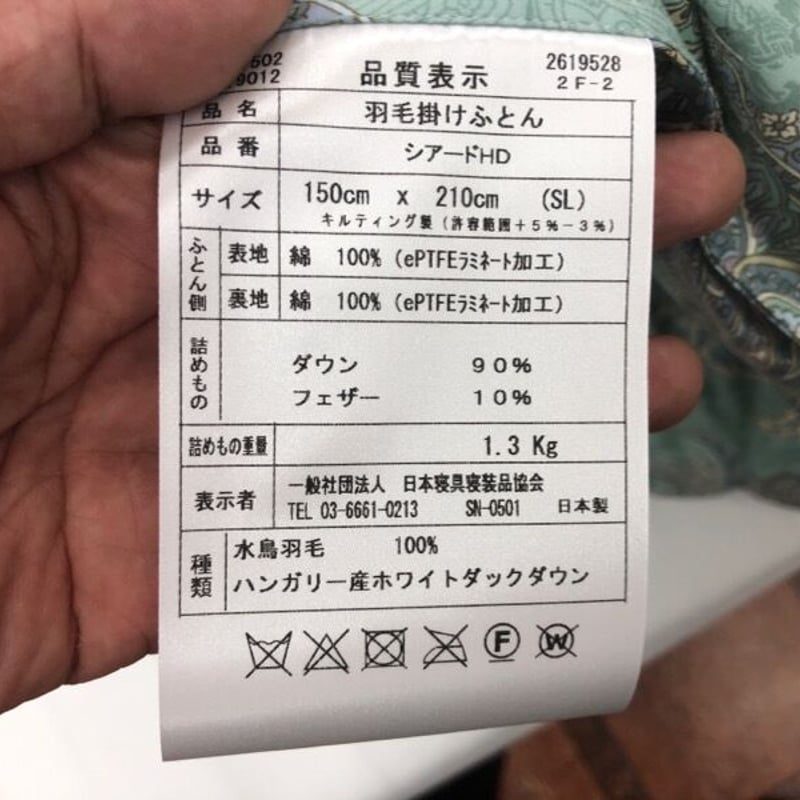 502
9012
品質表示
2619528
2F-2
品 名 羽毛掛けふとん
品 番 シアードHD
サイズ 150cm x 210cm (SL)
キルティング製(許容範囲+5%-3%)
ふとん側
表地 綿 100%(ePTFEラミネート加工)
裏地 綿 100%(ePTFEラミネート加工)
詰めもの
ダウン 90%
フェザー 10%
詰めもの重量 1.3 Kg
表示者 一般社団法人 日本寝具寝装品協会
TEL 03-6661-0213 SN-0501 日本製
種類
水鳥羽毛 100%
ハンガリー産ホワイトダックダウン
F W